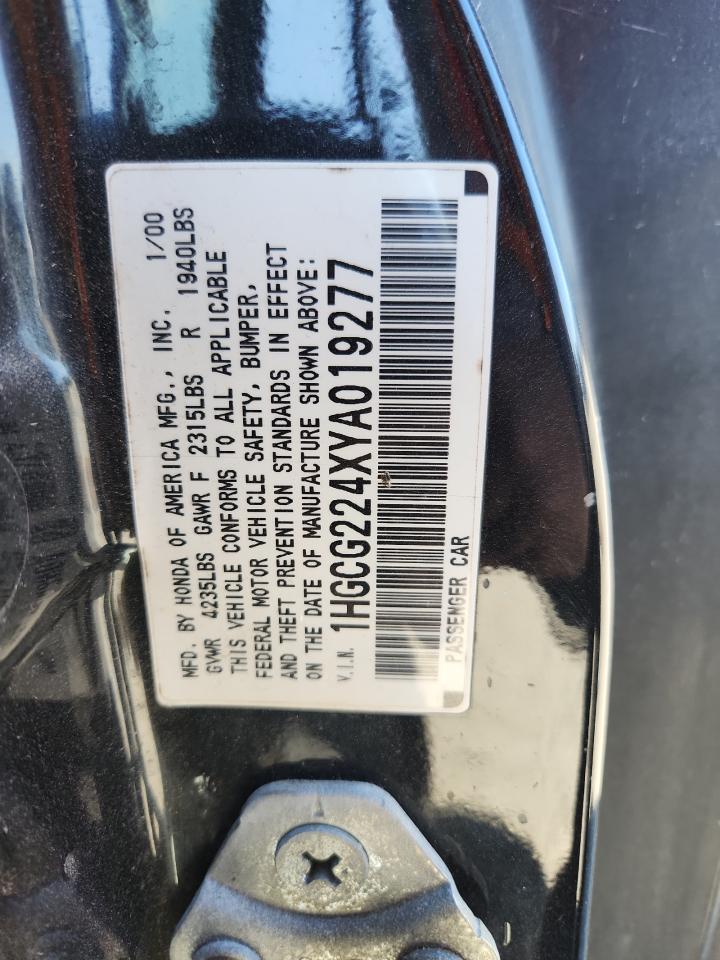 MFD. BY HONDA OF AMERICA MFG., INC. 1/00
GVWR 4235LBS GAWR F 2315LBS R 1940LBS
THIS VEHICLE CONFORMS TO ALL APPLICABLE
FEDERAL MOTOR VEHICLE SAFETY, BUMPER,
AND THEFT PREVENTION STANDARDS IN EFFECT
ON THE DATE OF MANUFACTURE SHOWN ABOVE:
V.I.N. 1HGCG224XYA019277
PASSENGER CAR